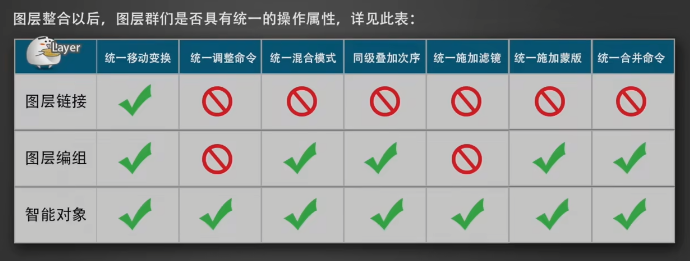 图层整合以后，图层群们是否具有统一的操作属性，详见此表：
Layer 统一移动变换 统一调整命令 统一混合模式 同级叠加次序 统一施加滤镜 统一施加蒙版 统一合并命令
图层链接
图层编组
智能对象